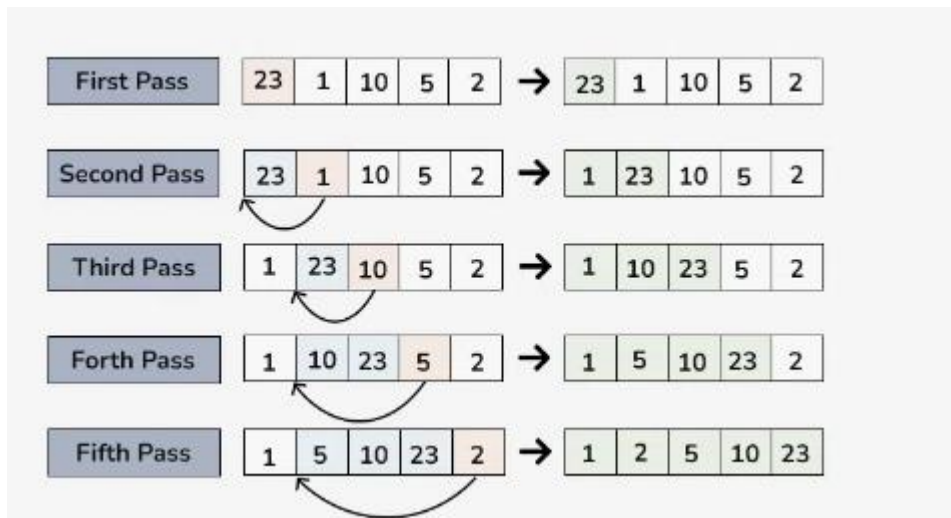 First Pass 23 1 10 5 2 → 23 1 10 5 2
Second Pass 23 1 10 5 2 → 1 23 10 5 2
Third Pass 1 23 10 5 2 → 1 10 23 5 2
Forth Pass 1 10 23 5 2 → 1 5 10 23 2
Fifth Pass 1 5 10 23 2 → 1 2 5 10 23